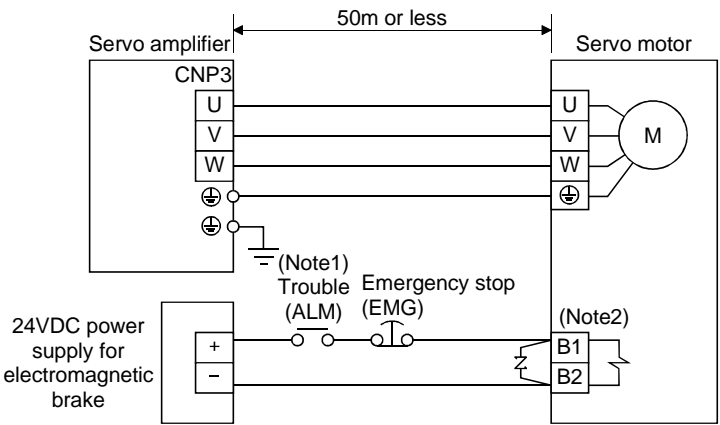 50m or less
Servo amplifier
Servo motor
CNP3
U
V
W
U
V
W
M
(Note1)
Trouble
(ALM)
Emergency stop
(EMG)
24VDC power
supply for
electromagnetic
brake
+
−
(Note2)
B1
B2